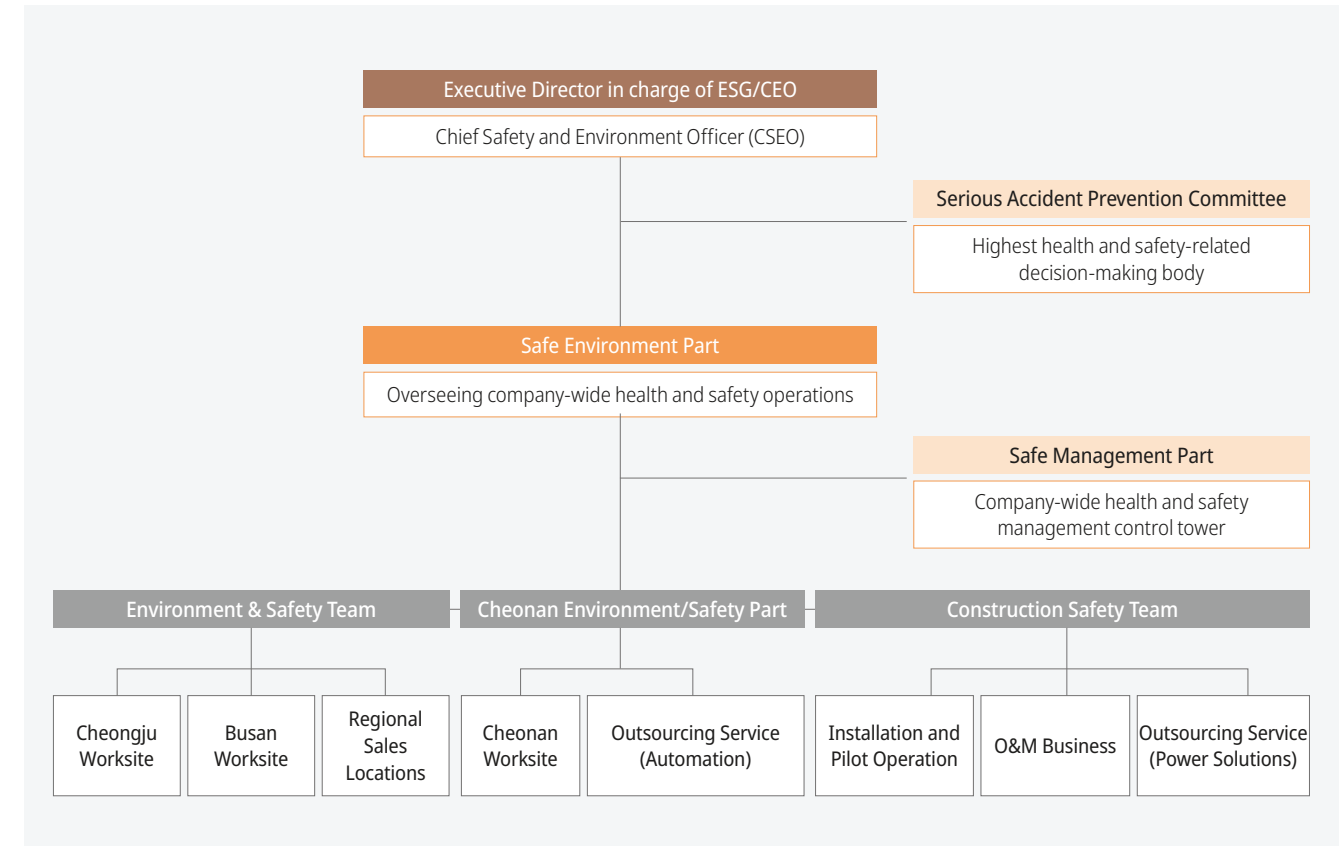 Executive Director in charge of ESG/CEO
Chief Safety and Environment Officer (CSEO)
Serious Accident Prevention Committee
Highest health and safety-related
decision-making body
Safe Environment Part
Overseeing company-wide health and safety operations
Safe Management Part
Company-wide health and safety
management control tower
Environment & Safety Team
Cheonan Environment/Safety Part
Construction Safety Team
Cheongju
Worksite
Busan
Worksite
Regional
Sales
Locations
Cheonan
Worksite
Outsourcing Service
(Automation)
Installation and
Pilot Operation
O&M Business
Outsourcing Service
(Power Solutions)